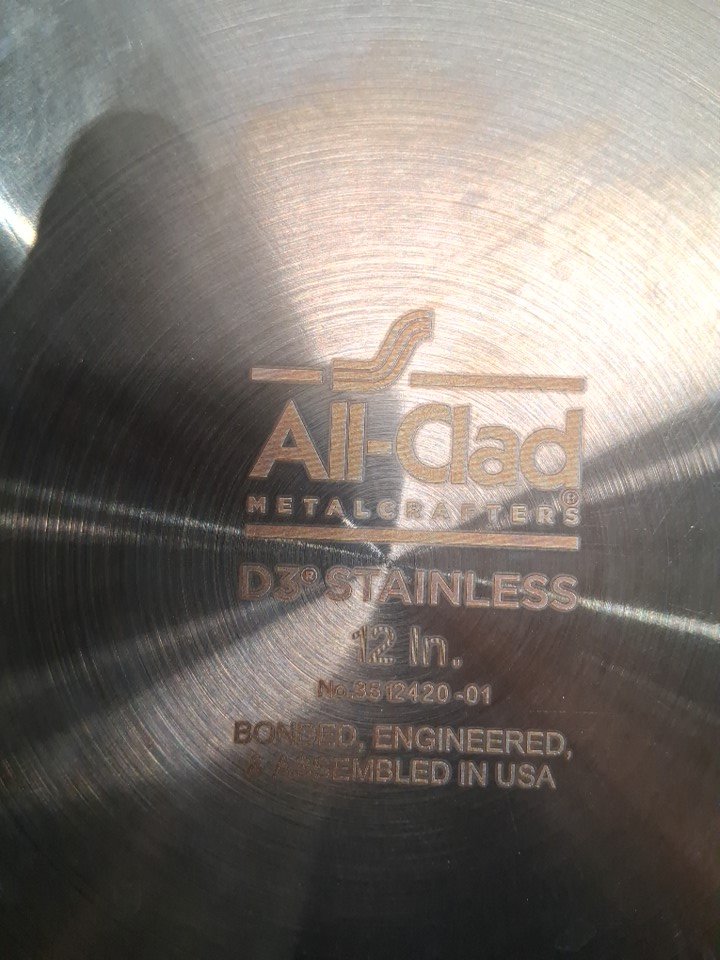 All-Clad®
METALCRAFTERS
D3® STAINLESS
12 In.
No.3512420-01
BONDED, ENGINEERED,
& ASSEMBLED IN USA